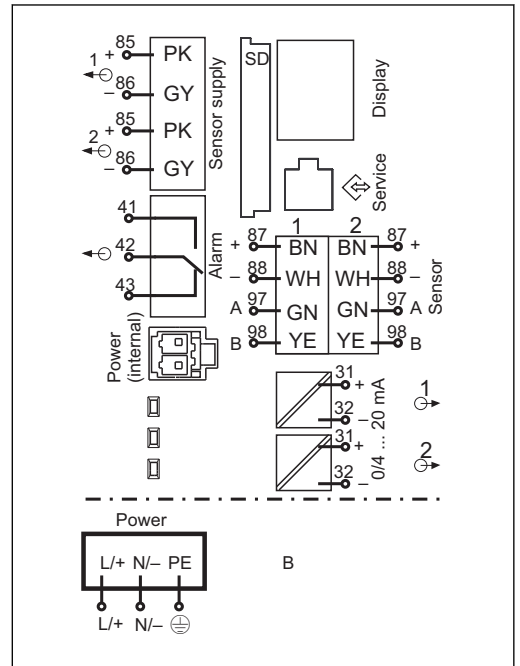 1 + 85 PK
– 86 GY
2 + 85 PK
– 86 GY
Sensor supply
SD
Display
Service
41
42
43
Alarm
1 2
+ 87 BN BN 87 +
– 88 WH WH 88 –
A 97 GN GN 97 A
B 98 YE YE 98 B
Sensor
Power
(internal)
31 +
32 –
31 +
32 –
0/4 ... 20 mA
1
2
Power
L/+ N/– PE
L/+ N/–
B